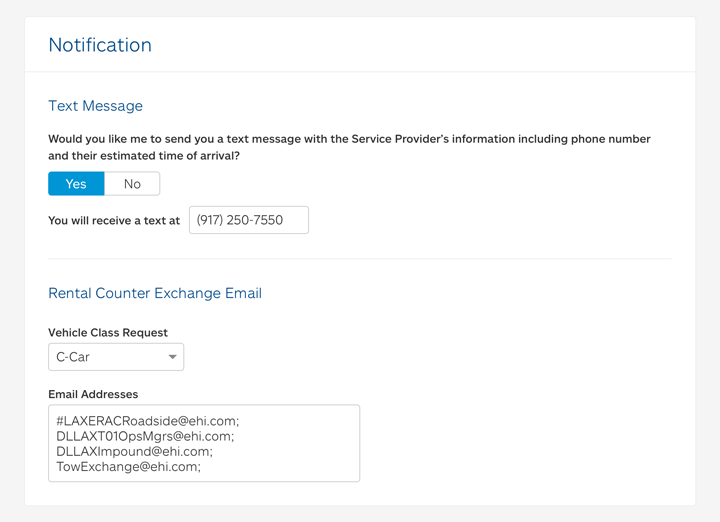 Notification
Text Message
Would you like me to send you a text message with the Service Provider's information including phone number
and their estimated time of arrival?
Yes No
You will receive a text at (917) 250-7550
Rental Counter Exchange Email
Vehicle Class Request
C-Car
Email Addresses
#LAXERACRoadside@ehi.com;
DLLAXT01OpsMgrs@ehi.com;
DLLAXImpound@ehi.com;
TowExchange@ehi.com;